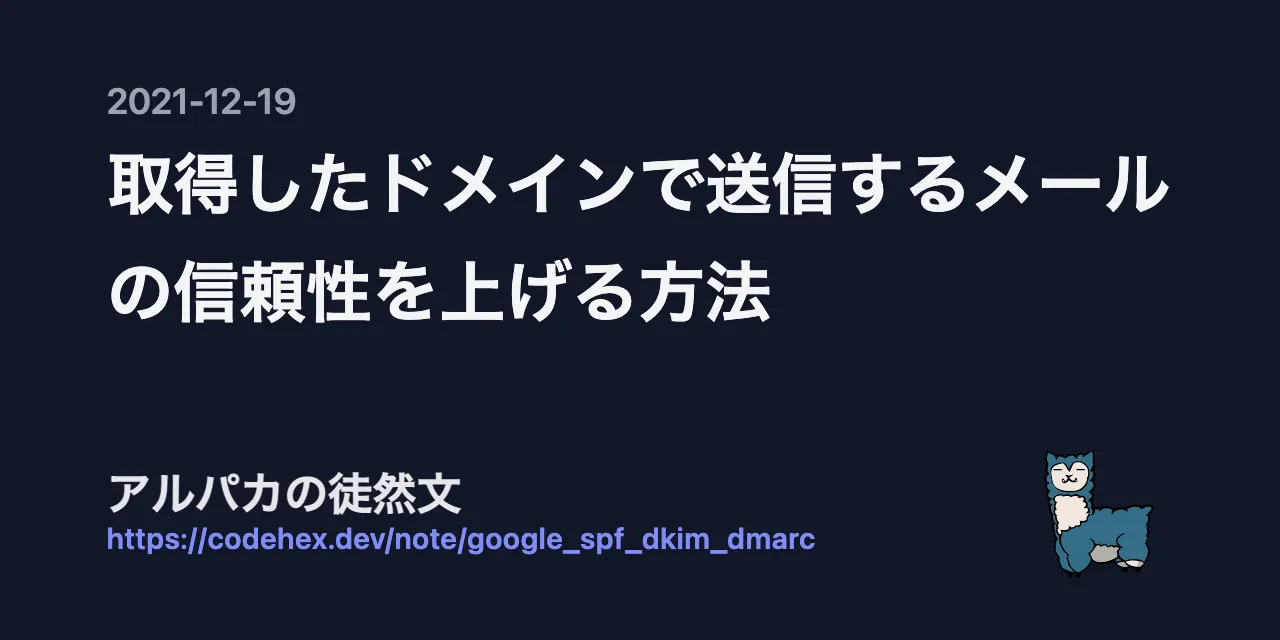 2021-12-19
取得したドメインで送信するメール
の信頼性を上げる方法
アルパカの徒然文
https://codehex.dev/note/google_spf_dkim_dmarc